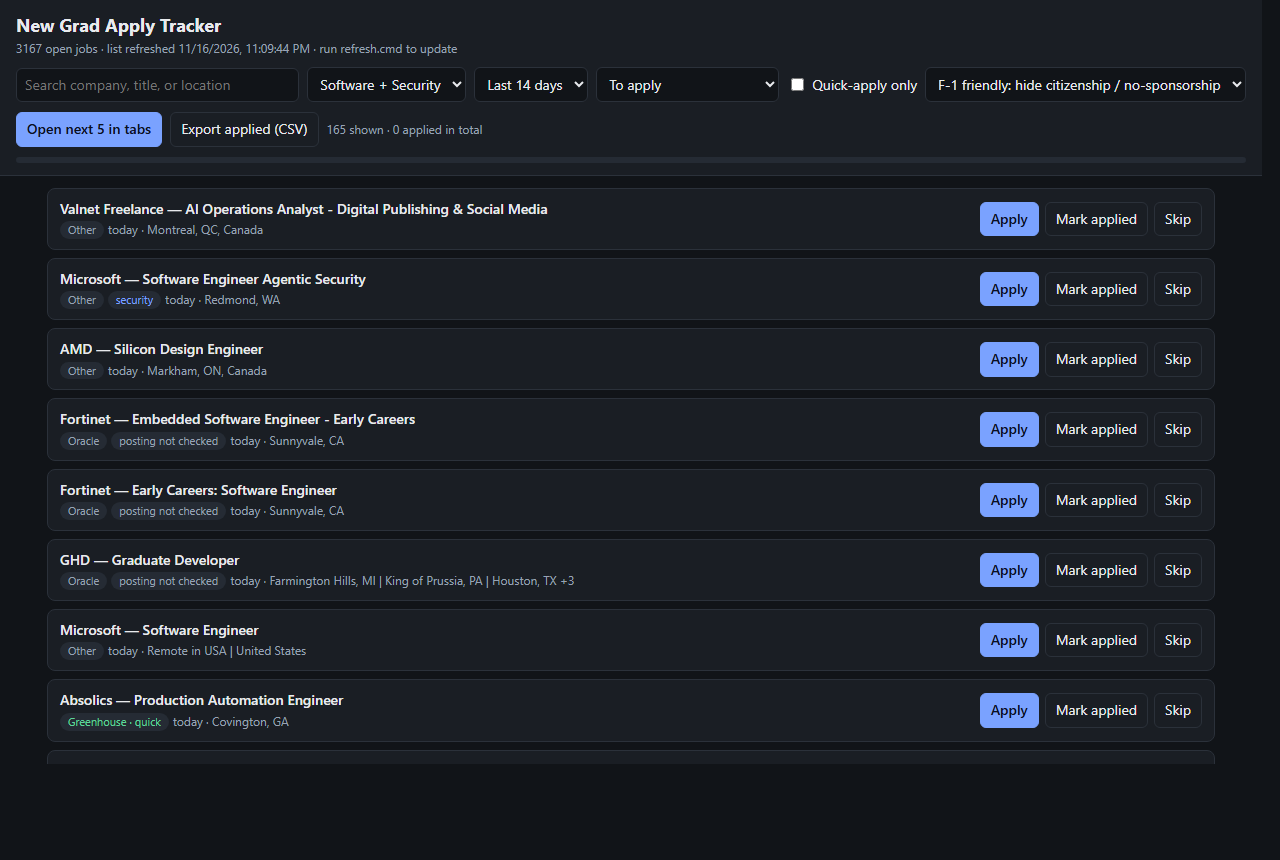 New Grad Apply Tracker
3167 open jobs · list refreshed 11/16/2026, 11:09:44 PM · run refresh.cmd to update
Search company, title, or location
Software + Security
Last 14 days
To apply
Quick-apply only
F-1 friendly: hide citizenship / no-sponsorship
Open next 5 in tabs
Export applied (CSV)
165 shown · 0 applied in total
Valnet Freelance — AI Operations Analyst - Digital Publishing & Social Media
Other today · Montreal, QC, Canada
Apply
Mark applied
Skip
Microsoft — Software Engineer Agentic Security
Other security today · Redmond, WA
Apply
Mark applied
Skip
AMD — Silicon Design Engineer
Other today · Markham, ON, Canada
Apply
Mark applied
Skip
Fortinet — Embedded Software Engineer - Early Careers
Oracle posting not checked today · Sunnyvale, CA
Apply
Mark applied
Skip
Fortinet — Early Careers: Software Engineer
Oracle posting not checked today · Sunnyvale, CA
Apply
Mark applied
Skip
GHD — Graduate Developer
Oracle posting not checked today · Farmington Hills, MI | King of Prussia, PA | Houston, TX +3
Apply
Mark applied
Skip
Microsoft — Software Engineer
Other today · Remote in USA | United States
Apply
Mark applied
Skip
Absolics — Production Automation Engineer
Greenhouse · quick today · Covington, GA
Apply
Mark applied
Skip